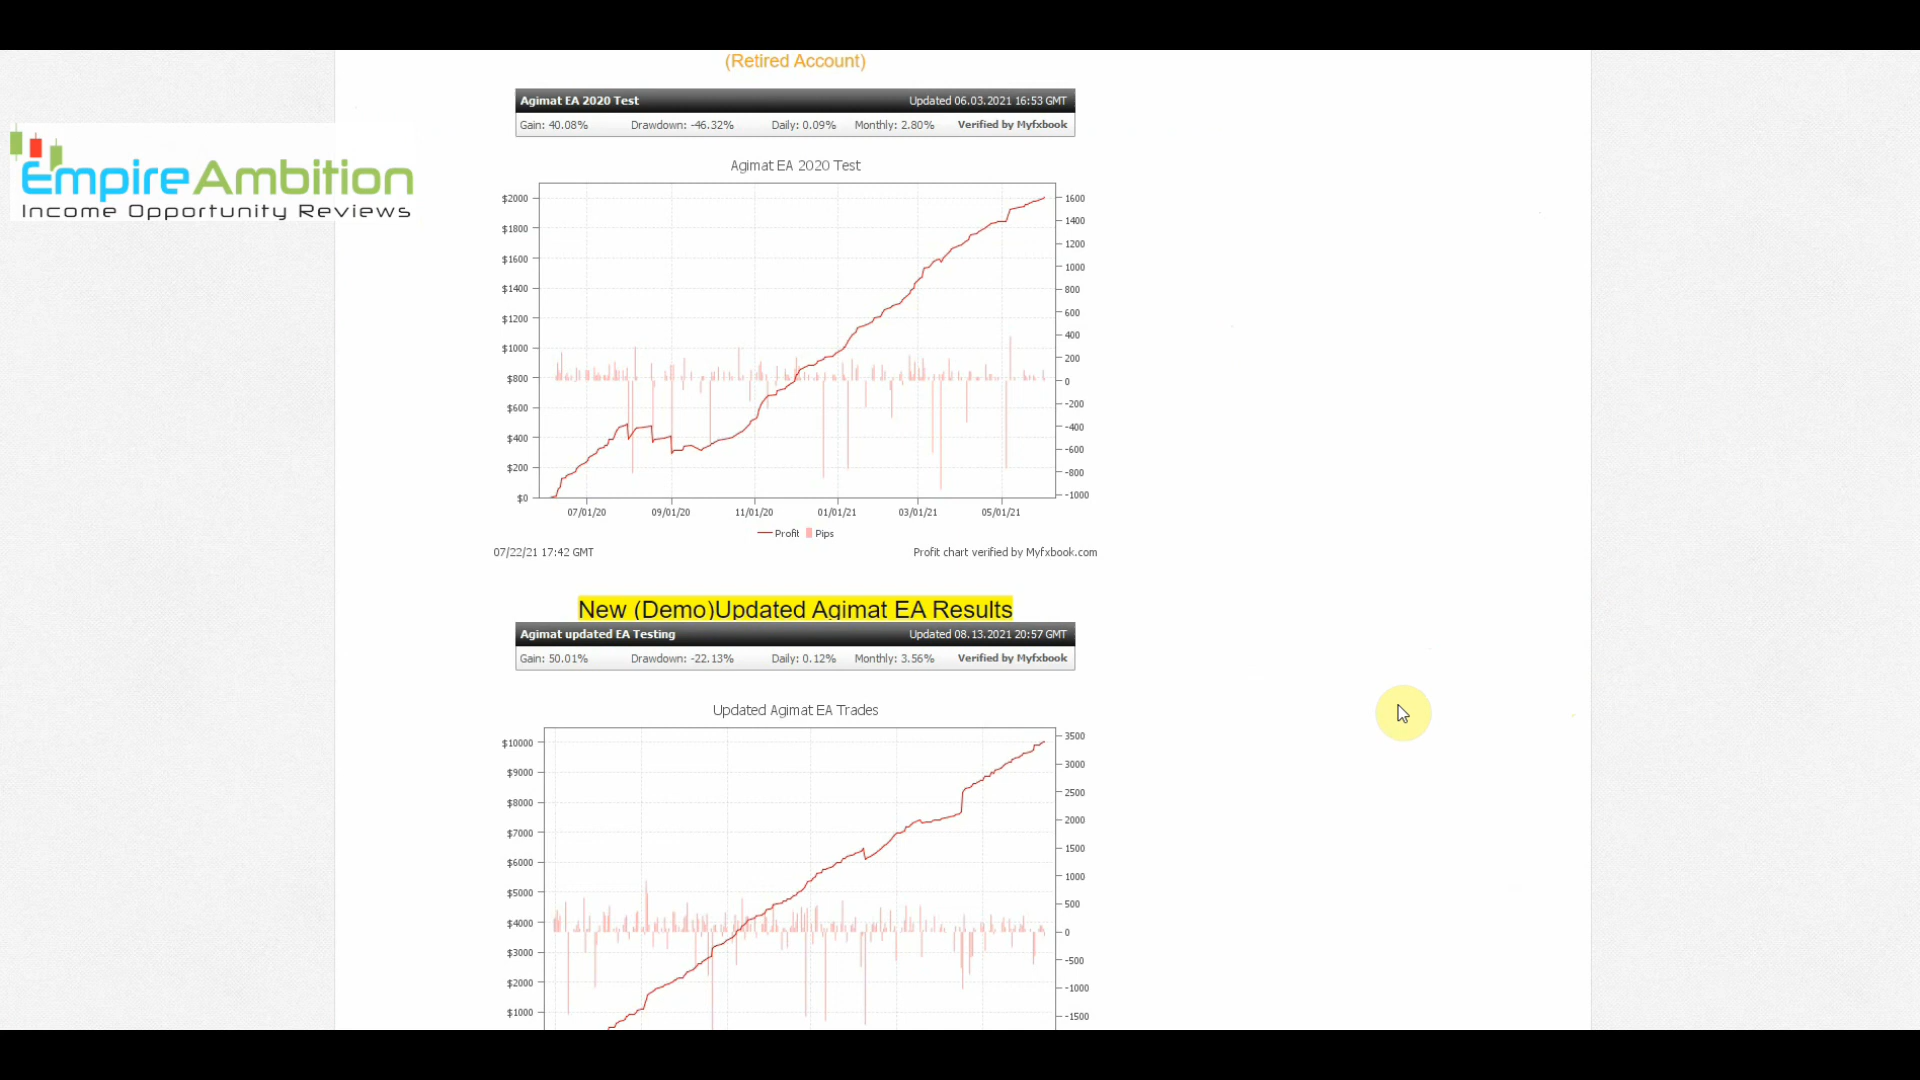 (Retired Account)
Agimat EA 2020 Test Updated 06.03.2021 16:53 GMT
Gain: 40.08% Drawdown: -46.32% Daily: 0.09% Monthly: 2.80% Verified by Myfxbook
EmpireAmbition
Income Opportunity Reviews
Agimat EA 2020 Test
$2000 1600
$1800 1400
1200
$1600 1000
$1400 800
600
$1200 400
$1000 200
$800 0
-200
$600 -400
$400 -600
$200 -800
$0 -1000
07/01/20 09/01/20 11/01/20 01/01/21 03/01/21 05/01/21
Profit Pips
07/22/21 17:42 GMT Profit chart verified by Myfxbook.com
New (Demo)Updated Agimat EA Results
Agimat updated EA Testing Updated 08.13.2021 20:57 GMT
Gain: 50.01% Drawdown: -22.13% Daily: 0.12% Monthly: 3.56% Verified by Myfxbook
Updated Agimat EA Trades
$10000 3500
$9000 3000
2500
$8000 2000
$7000 1500
$6000 1000
$5000 500
$4000 0
$3000 -500
$2000 -1000
$1000 -1500